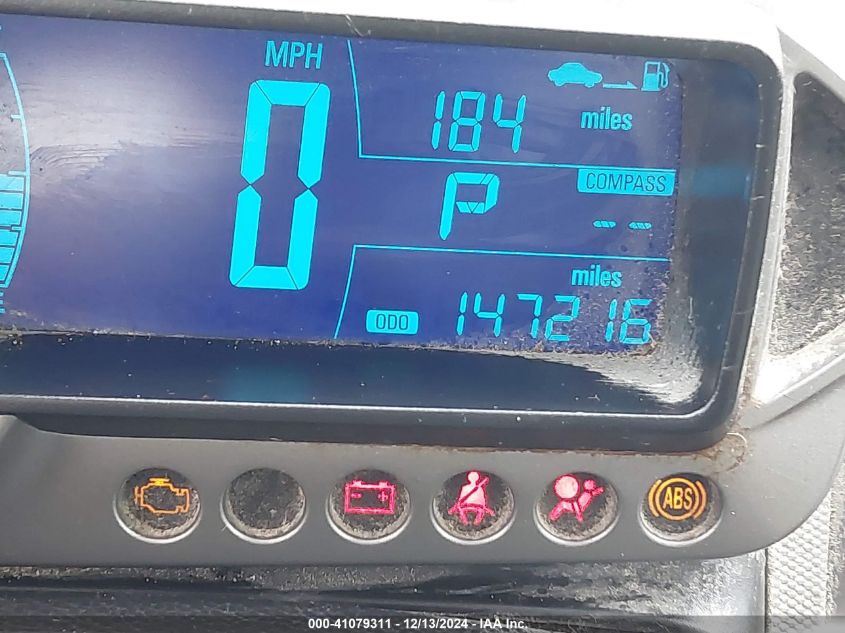 MPH
0
184 miles
COMPASS
P --
miles
ODO 147216
ABS
000-41079311 - 12/13/2024 - IAA Inc.